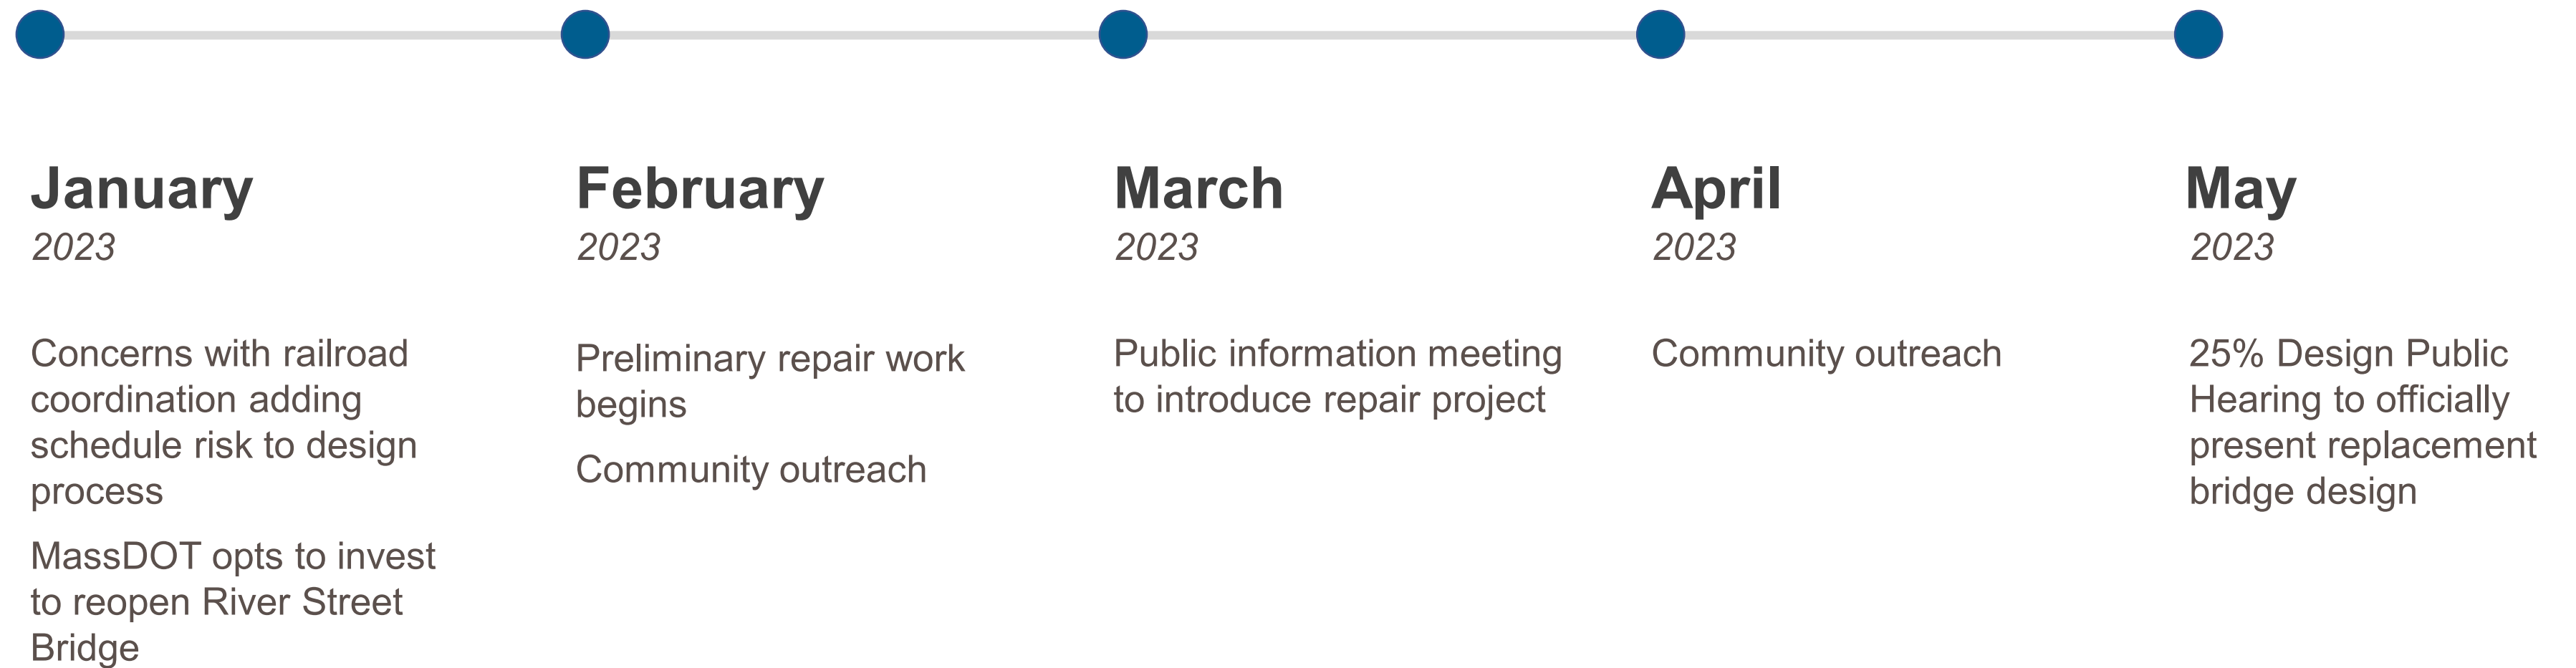 January
2023
Concerns with railroad
coordination adding
schedule risk to design
process
MassDOT opts to invest
to reopen River Street
Bridge
February
2023
Preliminary repair work
begins
Community outreach
March
2023
Public information meeting
to introduce repair project
April
2023
Community outreach
May
2023
25% Design Public
Hearing to officially
present replacement
bridge design